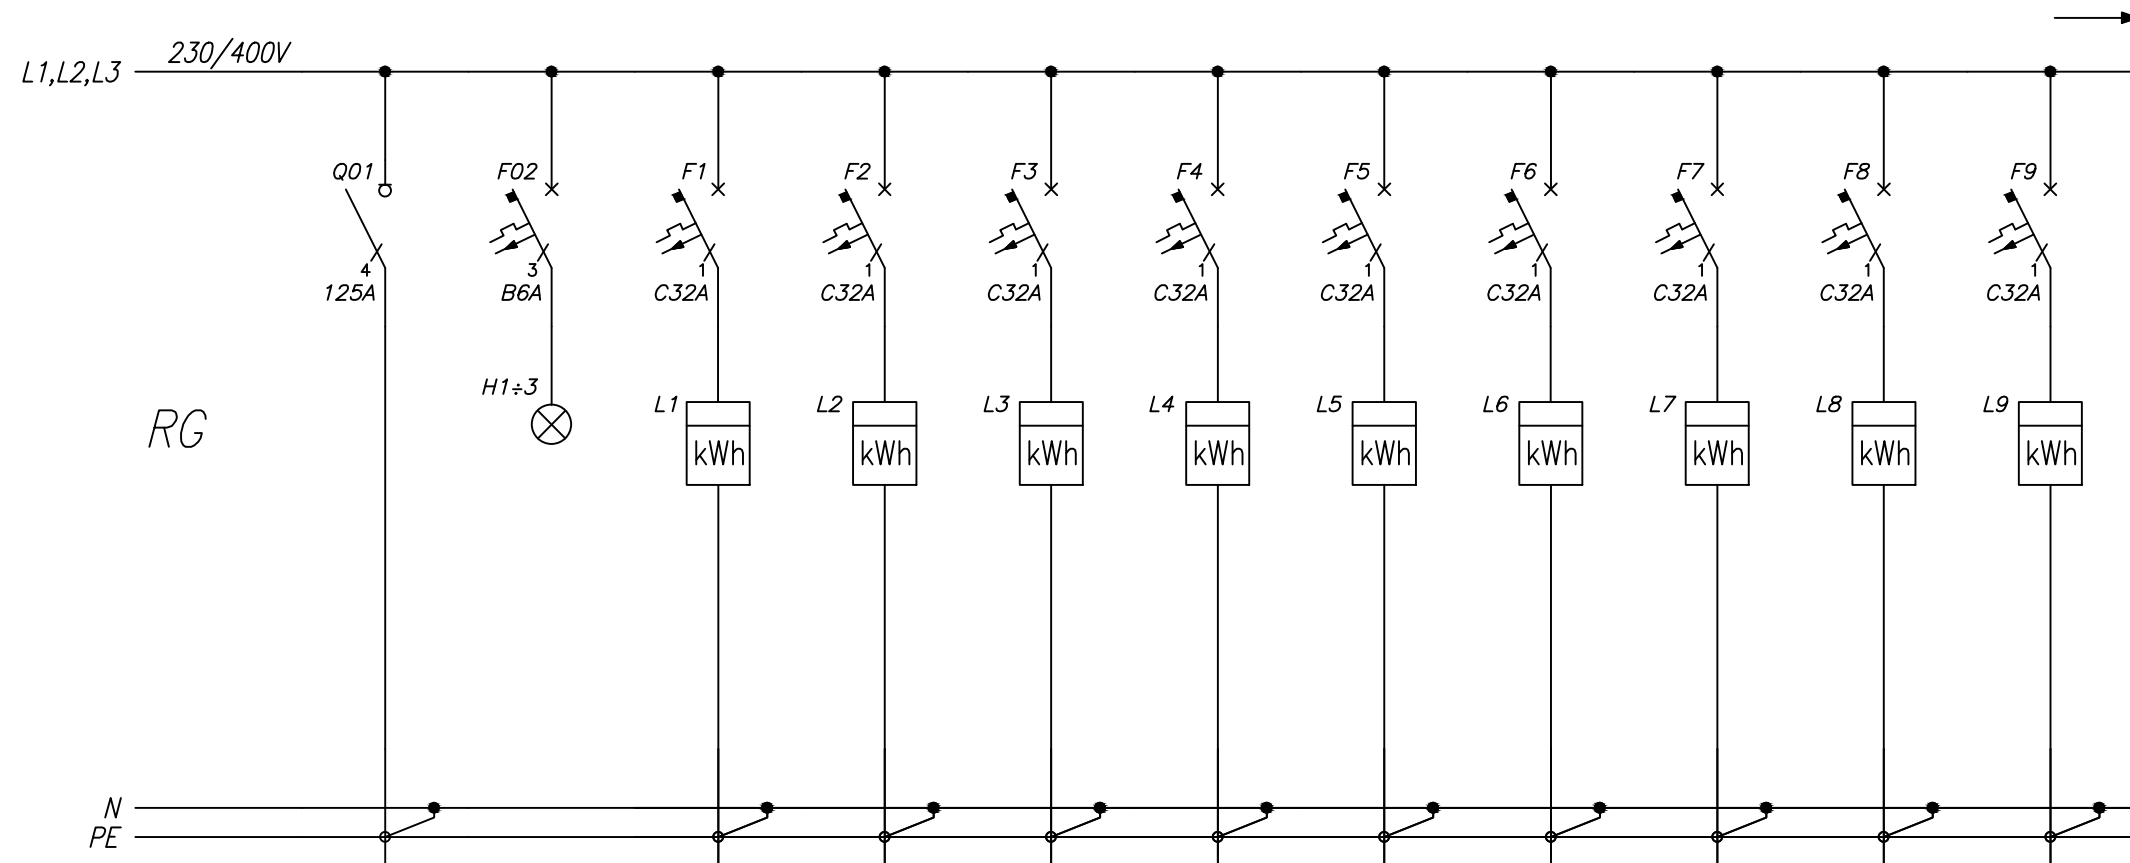 230/400V
L1,L2,L3
Q01 F02 F1 F2 F3 F4 F5 F6 F7 F8 F9
4 3 1 1 1 1 1 1 1 1 1
125A B6A C32A C32A C32A C32A C32A C32A C32A C32A C32A
H1÷3
L1 L2 L3 L4 L5 L6 L7 L8 L9
RG
kWh kWh kWh kWh kWh kWh kWh kWh kWh
N
PE